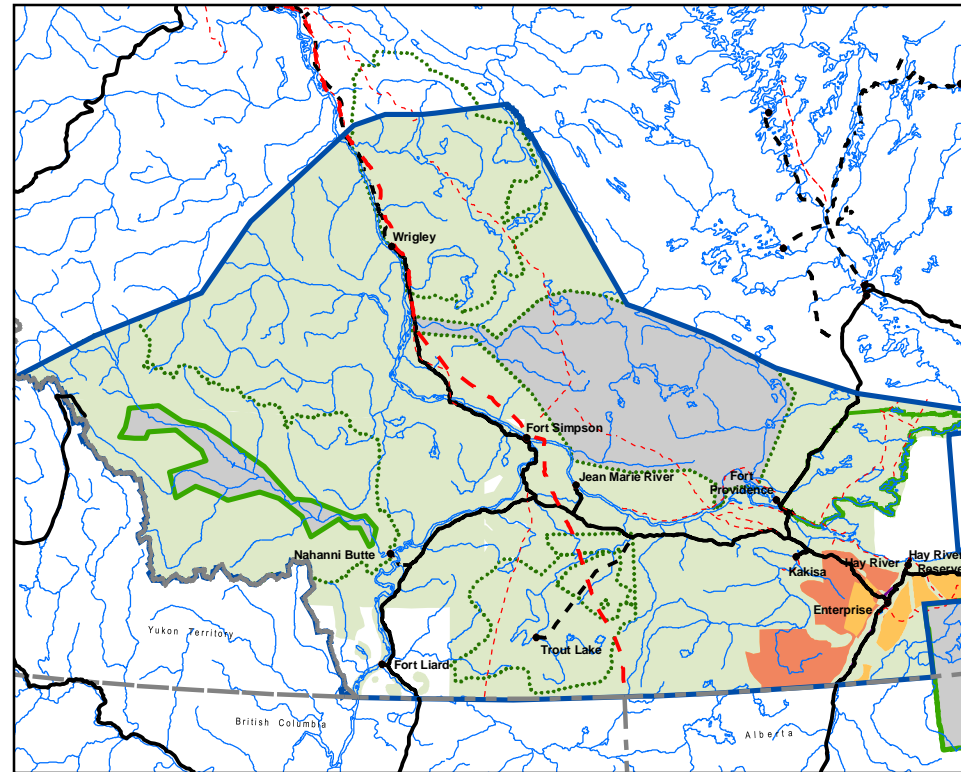 Wrigley
Fort Simpson
Jean Marie River
Fort
Providence
Nahanni Butte
Hay River
Hay River
Reserve
Kakisa
Enterprise
Yukon Territory
Trout Lake
Fort Liard
British Columbia
Alberta